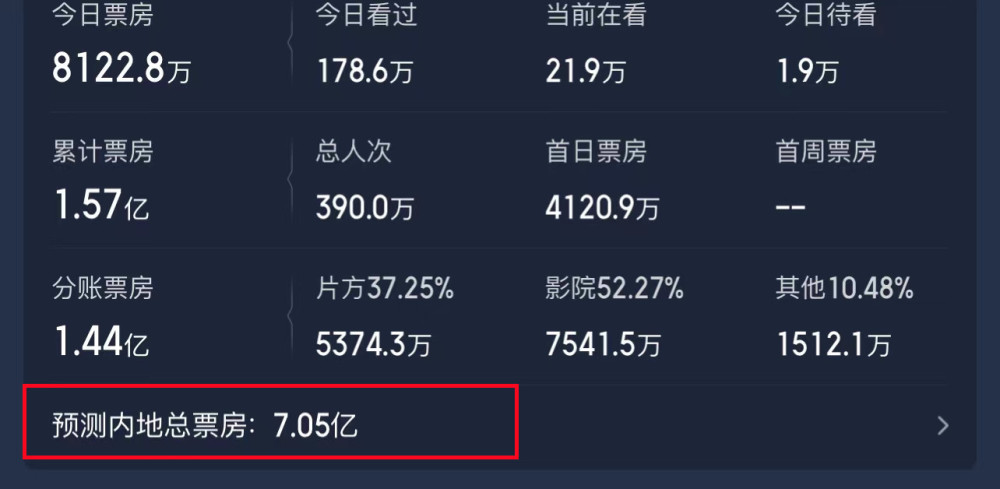 今日票房 今日看过 当前在看 今日待看
8122.8万 178.6万 21.9万 1.9万
累计票房 总人次 首日票房 首周票房
1.57亿 390.0万 4120.9万 --
分账票房 片方37.25% 影院52.27% 其他10.48%
1.44亿 5374.3万 7541.5万 1512.1万
预测内地总票房：7.05亿